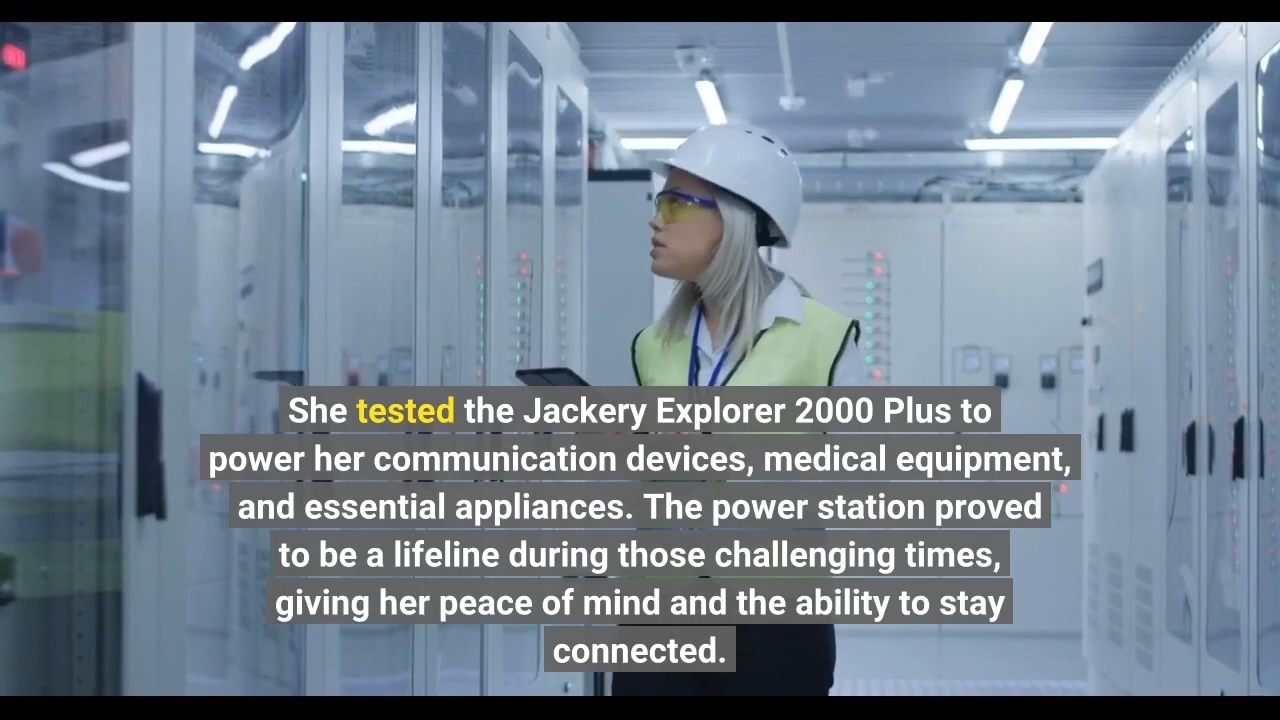 She tested the Jackery Explorer 2000 Plus to
power her communication devices, medical equipment,
and essential appliances. The power station proved
to be a lifeline during those challenging times,
giving her peace of mind and the ability to stay
connected.